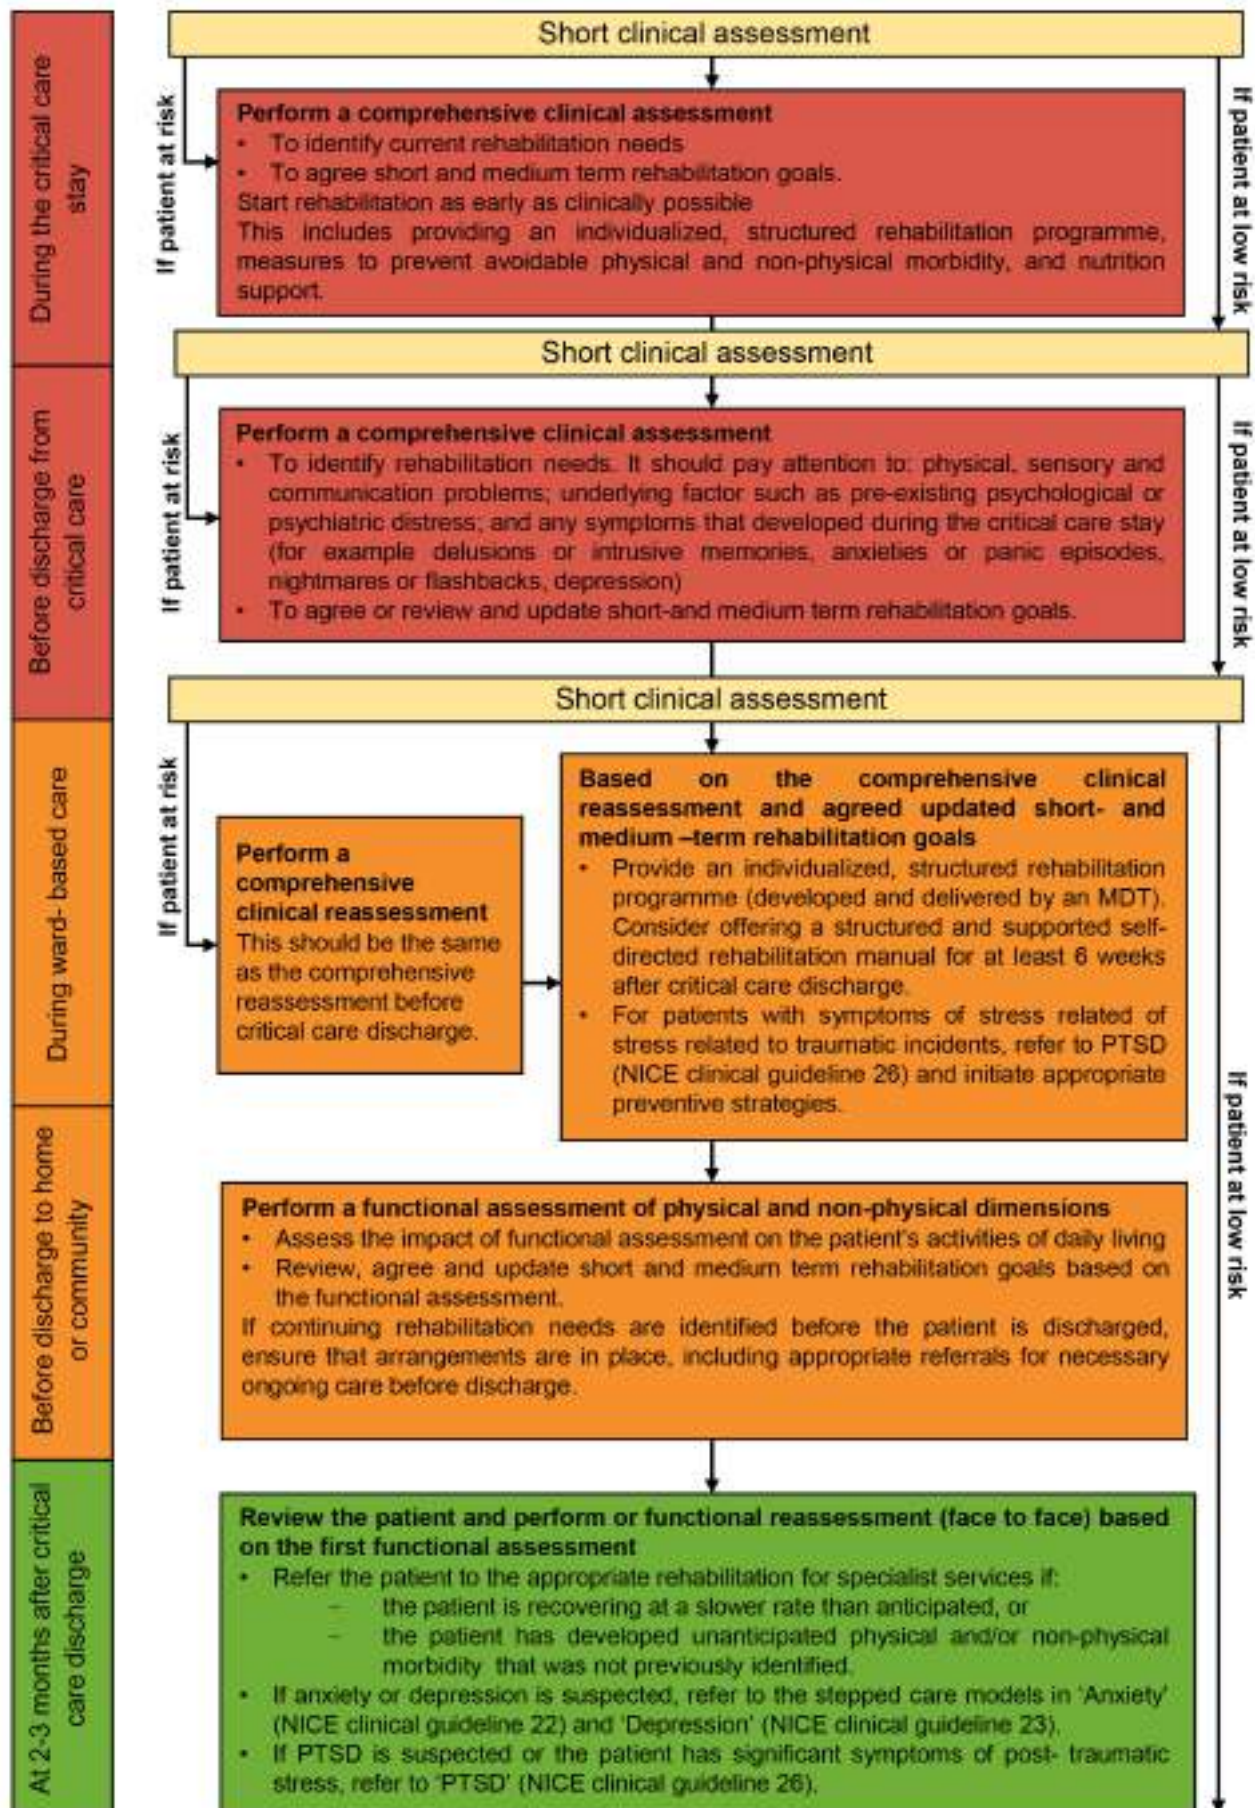 Short clinical assessment
During the critical care
stay
If patient at risk
Perform a comprehensive clinical assessment
• To identify current rehabilitation needs
• To agree short and medium term rehabilitation goals.
Start rehabilitation as early as clinically possible
This includes providing an individualized, structured rehabilitation programme,
measures to prevent avoidable physical and non-physical morbidity, and nutrition
support.
If patient at low risk
Short clinical assessment
Before discharge from
critical care
If patient at risk
Perform a comprehensive clinical assessment
• To identify rehabilitation needs. It should pay attention to: physical, sensory and
communication problems; underlying factor such as pre-existing psychological or
psychiatric distress; and any symptoms that developed during the critical care stay
(for example delusions or intrusive memories, anxieties or panic episodes,
nightmares or flashbacks, depression)
• To agree or review and update short-and medium term rehabilitation goals.
If patient at low risk
Short clinical assessment
During ward- based care
If patient at risk
Perform a
comprehensive
clinical reassessment
This should be the same
as the comprehensive
reassessment before
critical care discharge.
Based on the comprehensive clinical
reassessment and agreed updated short- and
medium –term rehabilitation goals
• Provide an individualized, structured rehabilitation
programme (developed and delivered by an MDT).
Consider offering a structured and supported self-
directed rehabilitation manual for at least 6 weeks
after critical care discharge.
• For patients with symptoms of stress related of
stress related to traumatic incidents, refer to PTSD
(NICE clinical guideline 26) and initiate appropriate
preventive strategies.
If patient at low risk
Before discharge to home
or community
Perform a functional assessment of physical and non-physical dimensions
• Assess the impact of functional assessment on the patient's activities of daily living
• Review, agree and update short and medium term rehabilitation goals based on
the functional assessment.
If continuing rehabilitation needs are identified before the patient is discharged,
ensure that arrangements are in place, including appropriate referrals for necessary
ongoing care before discharge.
At 2-3 months after critical
care discharge
Review the patient and perform or functional reassessment (face to face) based
on the first functional assessment
• Refer the patient to the appropriate rehabilitation for specialist services if:
– the patient is recovering at a slower rate than anticipated, or
– the patient has developed unanticipated physical and/or non-physical
morbidity that was not previously identified.
• If anxiety or depression is suspected, refer to the stepped care models in 'Anxiety'
(NICE clinical guideline 22) and 'Depression' (NICE clinical guideline 23).
• If PTSD is suspected or the patient has significant symptoms of post- traumatic
stress, refer to 'PTSD' (NICE clinical guideline 26).